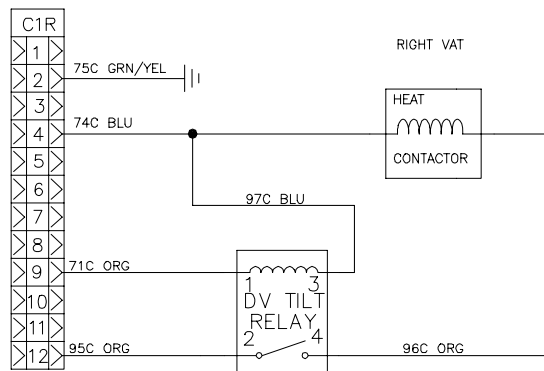 C1R
RIGHT VAT
1
75C GRN/YEL
2
HEAT
3
74C BLU
4
CONTACTOR
5
6
97C BLU
7
8
71C ORG
9
1 3
DV TILT
10
RELAY
11
2 4
95C ORG
96C ORG
12